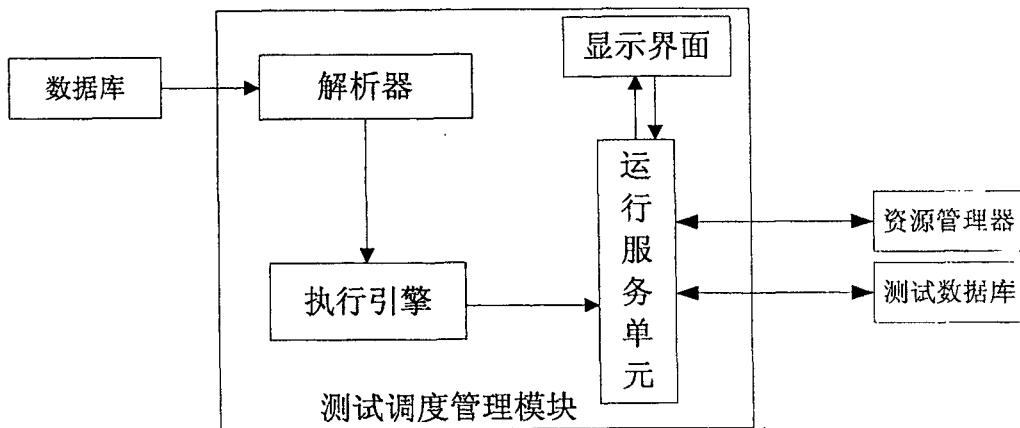 显示界面
数据库
解析器
运行服务单元
资源管理器
执行引擎
测试数据库
测试调度管理模块